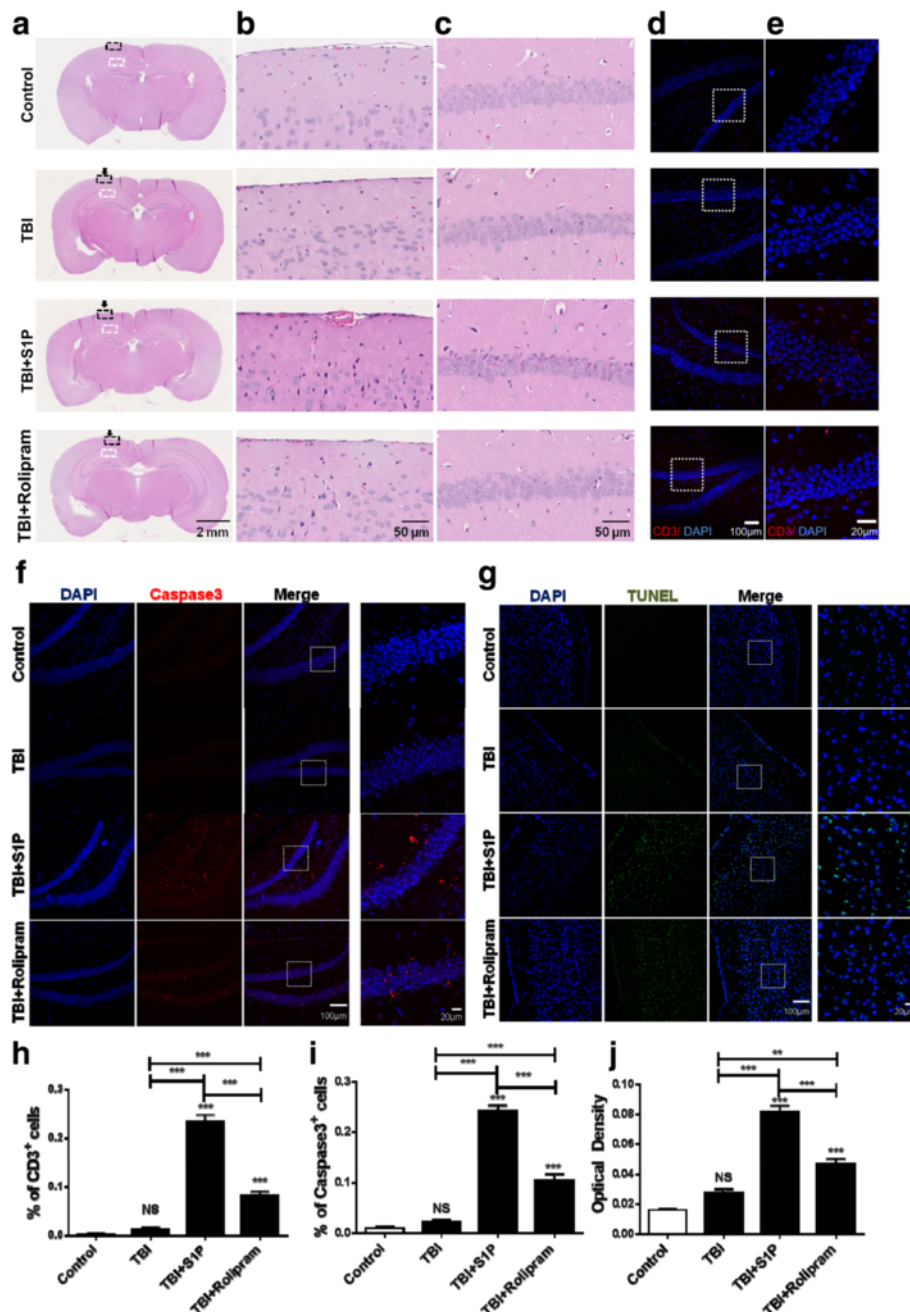 a b c d e
Control
TBI
TBI+S1P
TBI+Rolipram
2 mm
50 µm
50 µm
CD3/ DAPI 100µm
CD3/ DAPI 20µm
f
DAPI Caspase3 Merge
Control
TBI
TBI+S1P
TBI+Rolipram
100µm
20µm
g
DAPI TUNEL Merge
Control
TBI
TBI+S1P
TBI+Rolipram
100µm
20µ
h
% of CD3+ cells
0.3
0.2
0.1
0.0
***
***
***
***
***
NS
Control
TBI
TBI+S1P
TBI+Rolipram
i
% of Caspase3+ cells
0.3
0.2
0.1
0.0
***
***
***
***
***
NS
Control
TBI
TBI+S1P
TBI+Rolipram
j
Optical Density
0.10
0.08
0.06
0.04
0.02
0.00
**
***
***
***
***
NS
Control
TBI
TBI+S1P
TBI+Rolipram